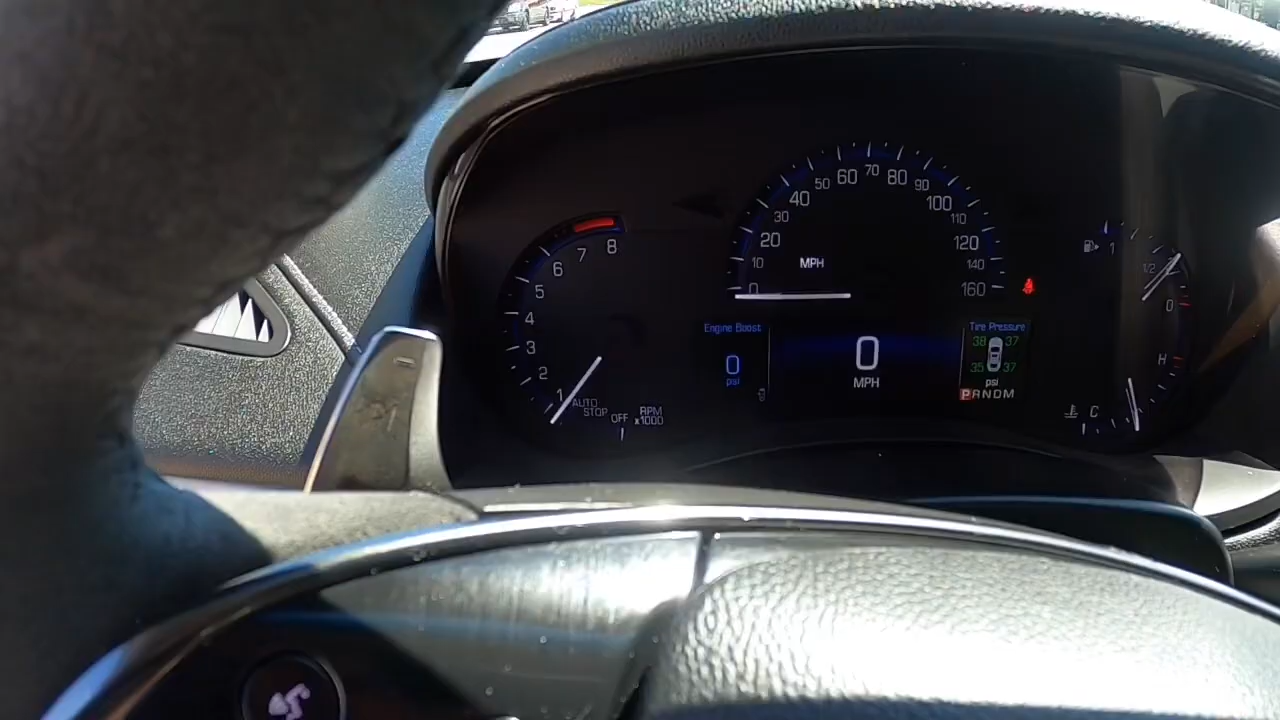 8
7
6
5
4
3
2
1
AUTO
STOP
OFF
RPM
x1000
0
10
20
30
40
50
60
70
80
90
100
110
120
140
160
MPH
Engine Boost
0
psi
0
MPH
Tire Pressure
38 37
35 37
psi
PRNDM
1
1/2
0
H
C